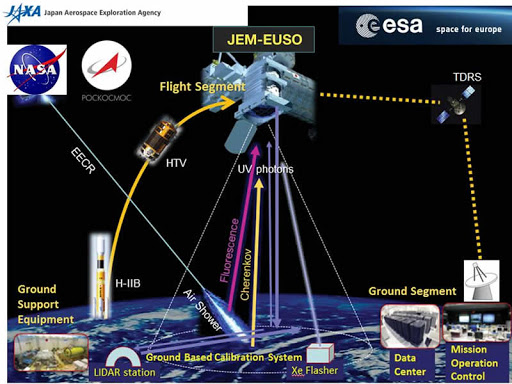 JAXA Japan Aerospace Exploration Agency
esa space for europe
JEM-EUSO
NASA
РОСКОСМОС
Flight Segment
TDRS
HTV
UV photons
EECR
Fluorescence
Cherenkov
H-IIB
Air Shower
Ground
Support
Equipment
Ground Segment
LIDAR station
Ground Based Calibration System
Xe Flasher
Data
Center
Mission
Operation
Control